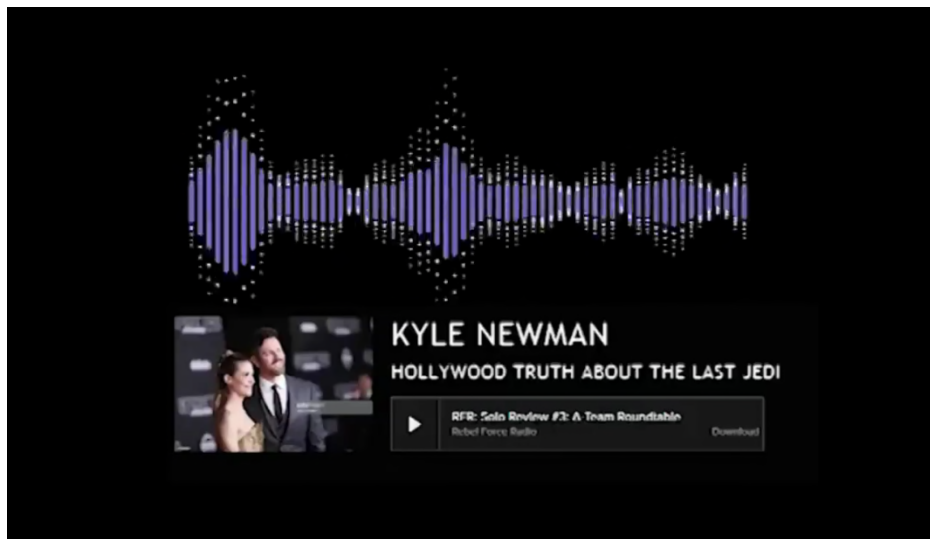 KYLE NEWMAN
HOLLYWOOD TRUTH ABOUT THE LAST JEDI
RFR: Solo Review #3: A Team Roundtable
Rebel Force Radio
Download